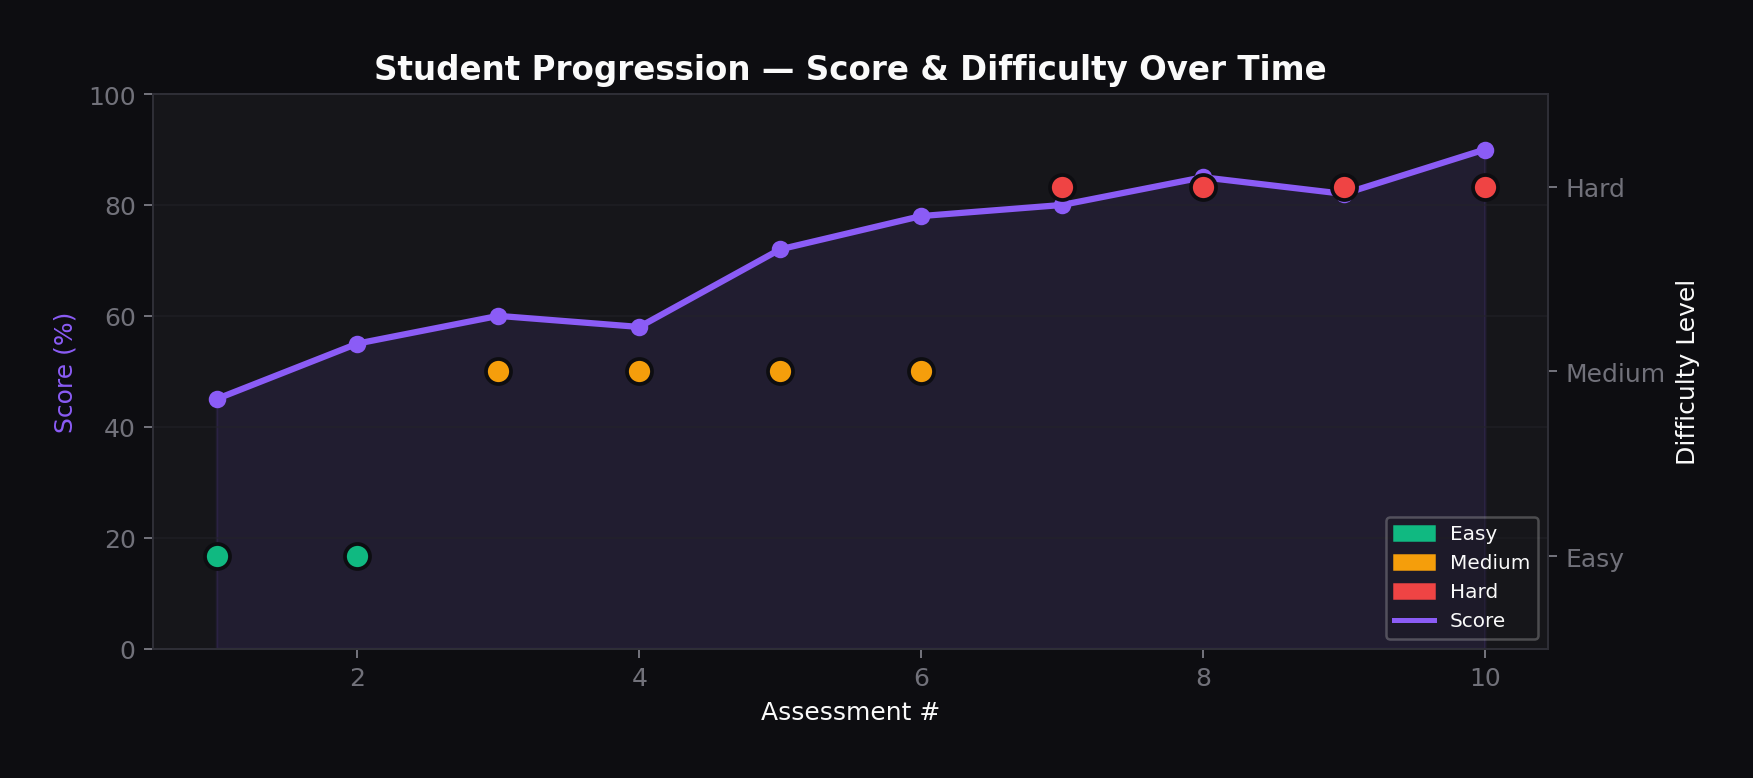 Student Progression — Score & Difficulty Over Time
100
80
60
40
20
0
Score (%)
2
4
6
8
10
Assessment #
Hard
Medium
Easy
Difficulty Level
Easy
Medium
Hard
Score